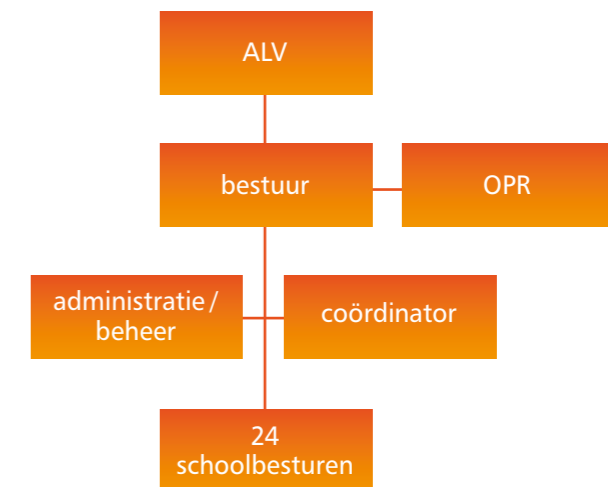 ALV
bestuur
OPR
administratie /
beheer
coördinator
24
schoolbesturen